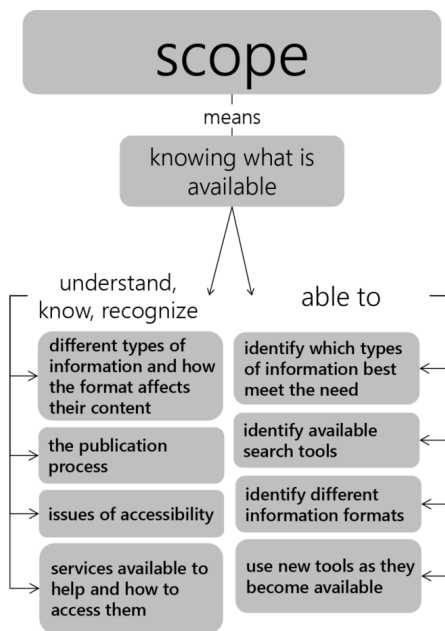 scope
means
knowing what is
available
understand,
know, recognize
different types of
information and how
the format affects
their content
the publication
process
issues of accessibility
services available to
help and how to
access them
able to
identify which types
of information best
meet the need
identify available
search tools
identify different
information formats
use new tools as they
become available